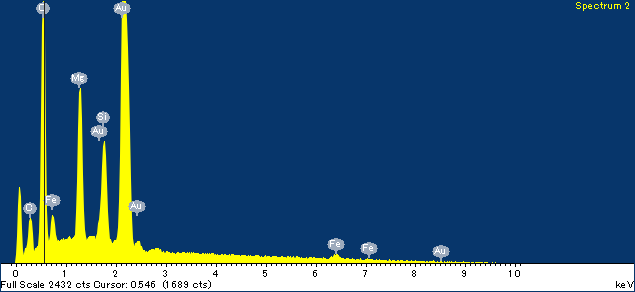 Spectrum 2
O Au
Mg
Si
Au
Fe Au
C
Fe Fe Au
0 1 2 3 4 5 6 7 8 9 10
Full Scale 2432 cts Cursor: 0.546 (1689 cts) keV